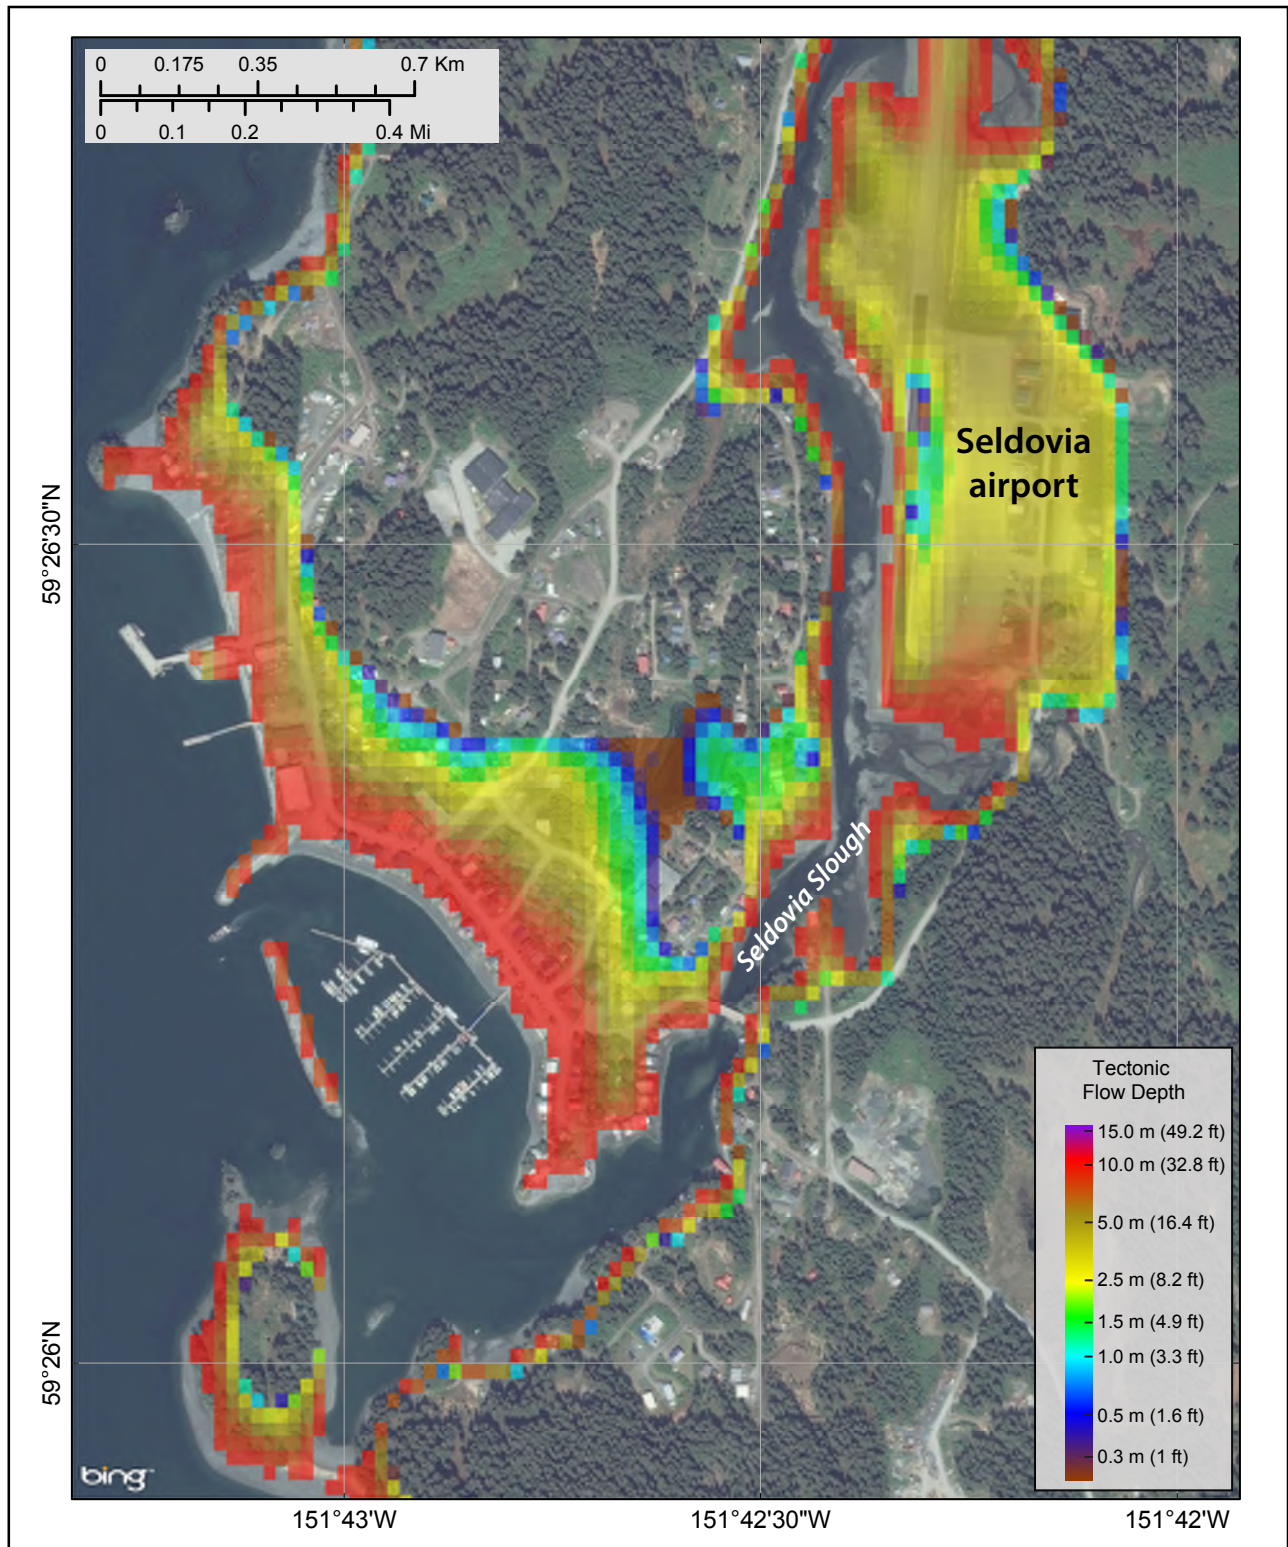 0 0.175 0.35 0.7 Km
0 0.1 0.2 0.4 Mi
Seldovia
airport
59°26'30"N
Seldovia Slough
Tectonic
Flow Depth
15.0 m (49.2 ft)
10.0 m (32.8 ft)
5.0 m (16.4 ft)
2.5 m (8.2 ft)
1.5 m (4.9 ft)
1.0 m (3.3 ft)
0.5 m (1.6 ft)
0.3 m (1 ft)
59°26'N
bing™
151°43'W 151°42'30"W 151°42'W